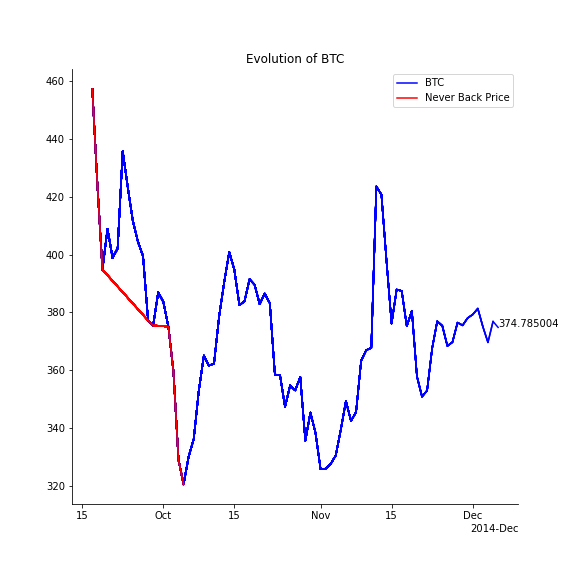 Evolution of BTC
BTC
Never Back Price
460
440
420
400
380
360
340
320
374.785004
15
Oct
15
Nov
15
Dec
2014-Dec